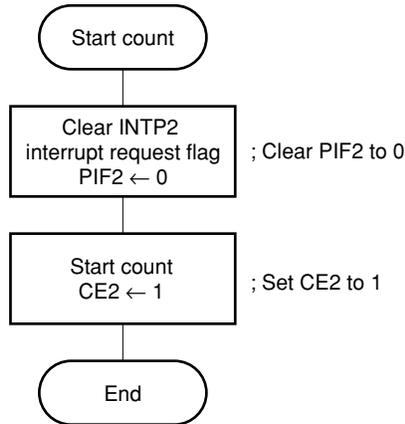 Start count
Clear INTP2
interrupt request flag
PIF2 ← 0
; Clear PIF2 to 0
Start count
CE2 ← 1
; Set CE2 to 1
End